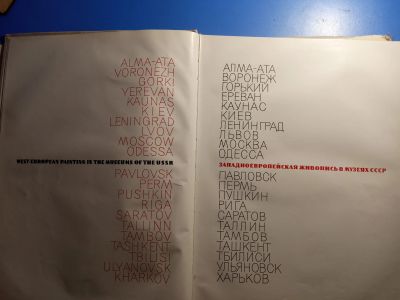 ALMA-ATA
VORONEZH
GORKI
YEREVAN
KAUNAS
KIEV
LENINGRAD
LVOV
MOSCOW
ODESSA
WEST-EUROPEAN PAINTING IN THE MUSEUMS OF THE USSR
PAVLOVSK
PERM
PUSHKIN
RIGA
SARATOV
TALLINN
TAMBOV
TASHKENT
TBILISI
ULYANOVSK
KHARKOV
АЛМА-АТА
ВОРОНЕЖ
ГОРЬКИЙ
ЕРЕВАН
КАУНАС
КИЕВ
ЛЕНИНГРАД
ЛЬВОВ
МОСКВА
ОДЕССА
ЗАПАДНОЕВРОПЕЙСКАЯ ЖИВОПИСЬ В МУЗЕЯХ СССР
ПАВЛОВСК
ПЕРМЬ
ПУШКИН
РИГА
САРАТОВ
ТАЛЛИН
ТАМБОВ
ТАШКЕНТ
ТБИЛИСИ
УЛЬЯНОВСК
ХАРЬКОВ